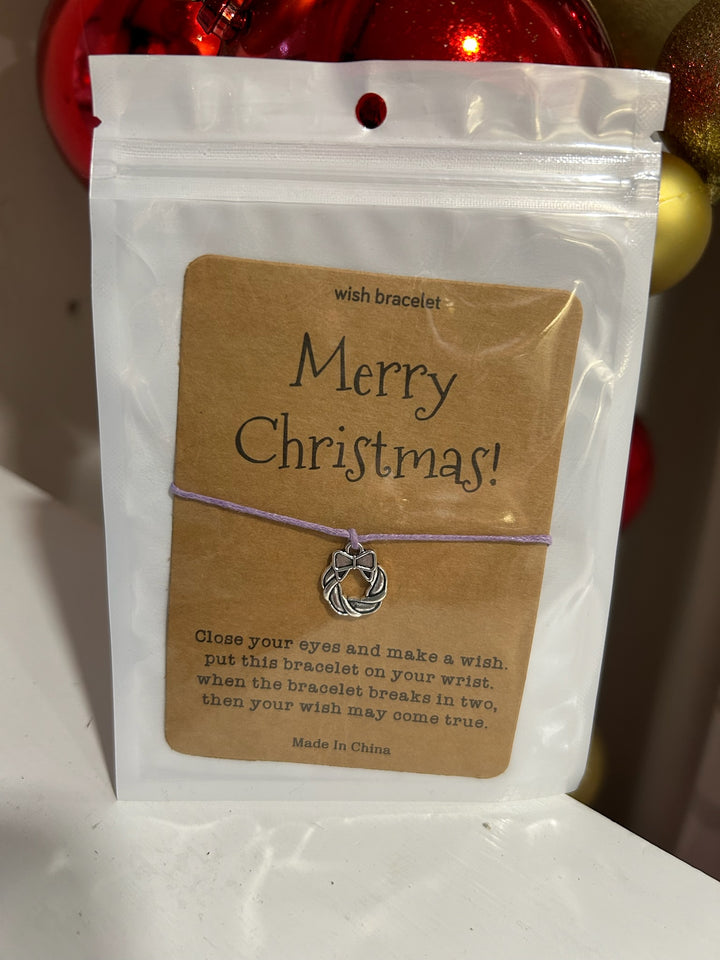 wish bracelet
Merry
Christmas!
Close your eyes and make a wish.
put this bracelet on your wrist.
when the bracelet breaks in two,
then your wish may come true.
Made In China